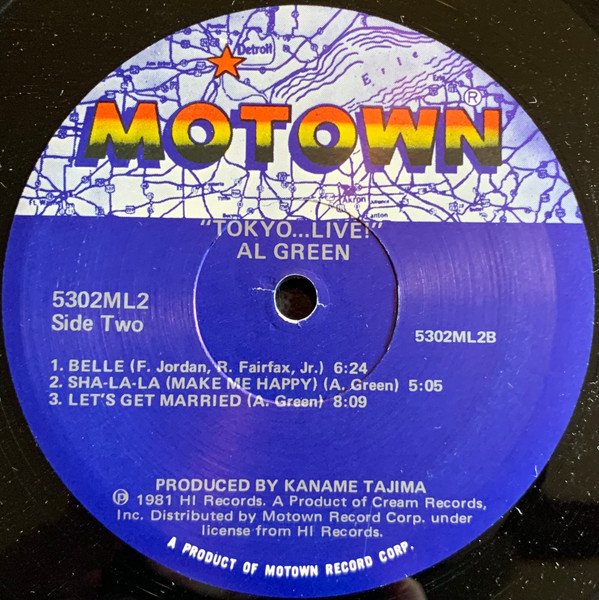 Detroit
Erie
MOTOWN®
Akron
Canton
"TOKYO...LIVE!"
AL GREEN
5302ML2
Side Two
5302ML2B
1. BELLE (F. Jordan, R. Fairfax, Jr.) 6:24
2. SHA-LA-LA (MAKE ME HAPPY) (A. Green) 5:05
3. LET'S GET MARRIED (A. Green) 8:09
PRODUCED BY KANAME TAJIMA
℗ 1981 HI Records. A Product of Cream Records,
Inc. Distributed by Motown Record Corp. under
license from HI Records.
A PRODUCT OF MOTOWN RECORD CORP.